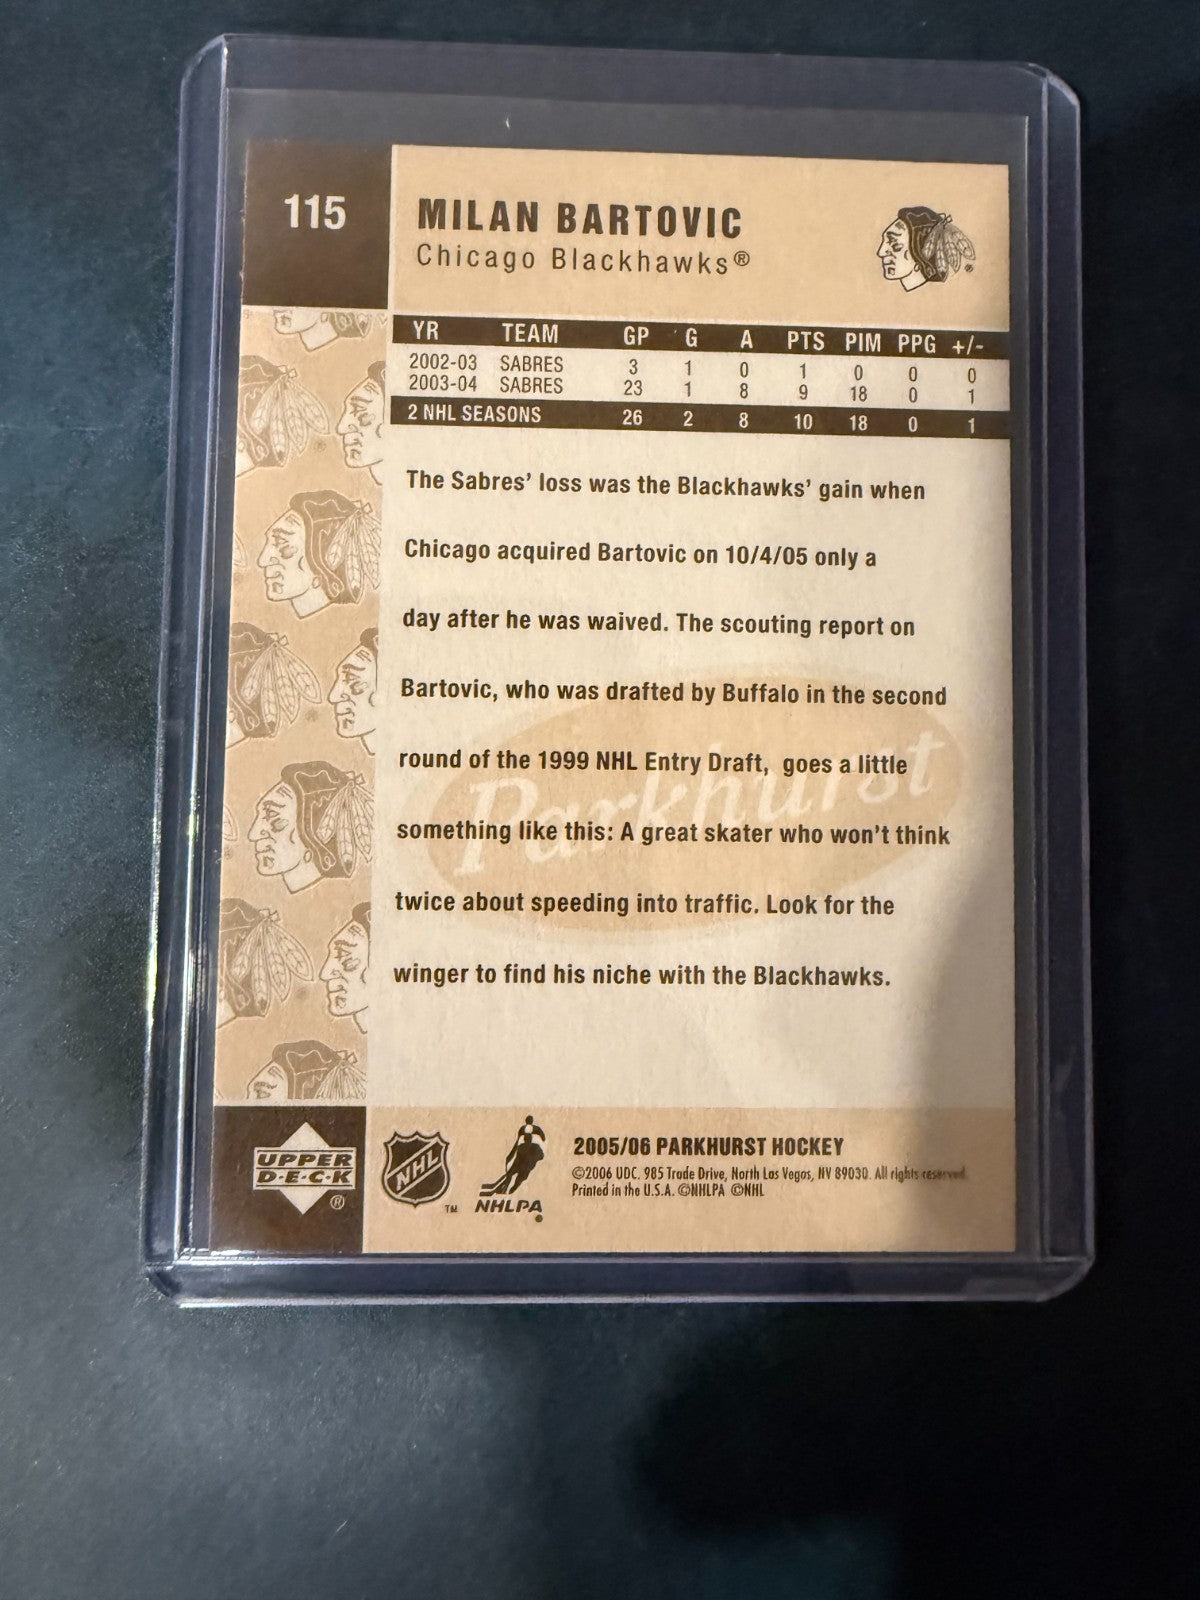 115
MILAN BARTOVIC
Chicago Blackhawks®
YR TEAM GP G A PTS PIM PPG +/-
2002-03 SABRES 3 1 0 1 0 0 0
2003-04 SABRES 23 1 8 9 18 0 1
2 NHL SEASONS 26 2 8 10 18 0 1
The Sabres' loss was the Blackhawks' gain when
Chicago acquired Bartovic on 10/4/05 only a
day after he was waived. The scouting report on
Bartovic, who was drafted by Buffalo in the second
round of the 1999 NHL Entry Draft, goes a little
something like this: A great skater who won't think
twice about speeding into traffic. Look for the
winger to find his niche with the Blackhawks.
Parkhurst
UPPER
D·E·C·K
®
NHL
TM
NHLPA
®
2005/06 PARKHURST HOCKEY
©2006 UDC. 985 Trade Drive, North Las Vegas, NV 89030. All rights reserved.
Printed in the U.S.A. ©NHLPA ©NHL